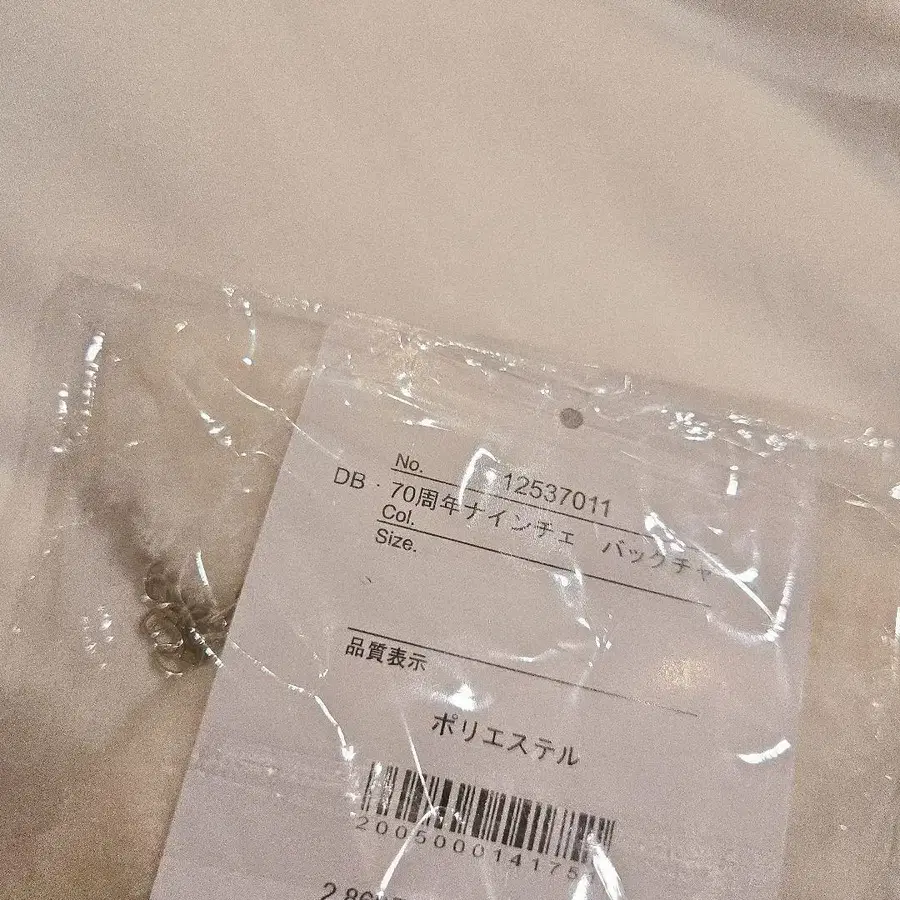 No. 12537011
DB・70周年ナインチェ バックチャ
Col.
Size.
品質表示
ポリエステル